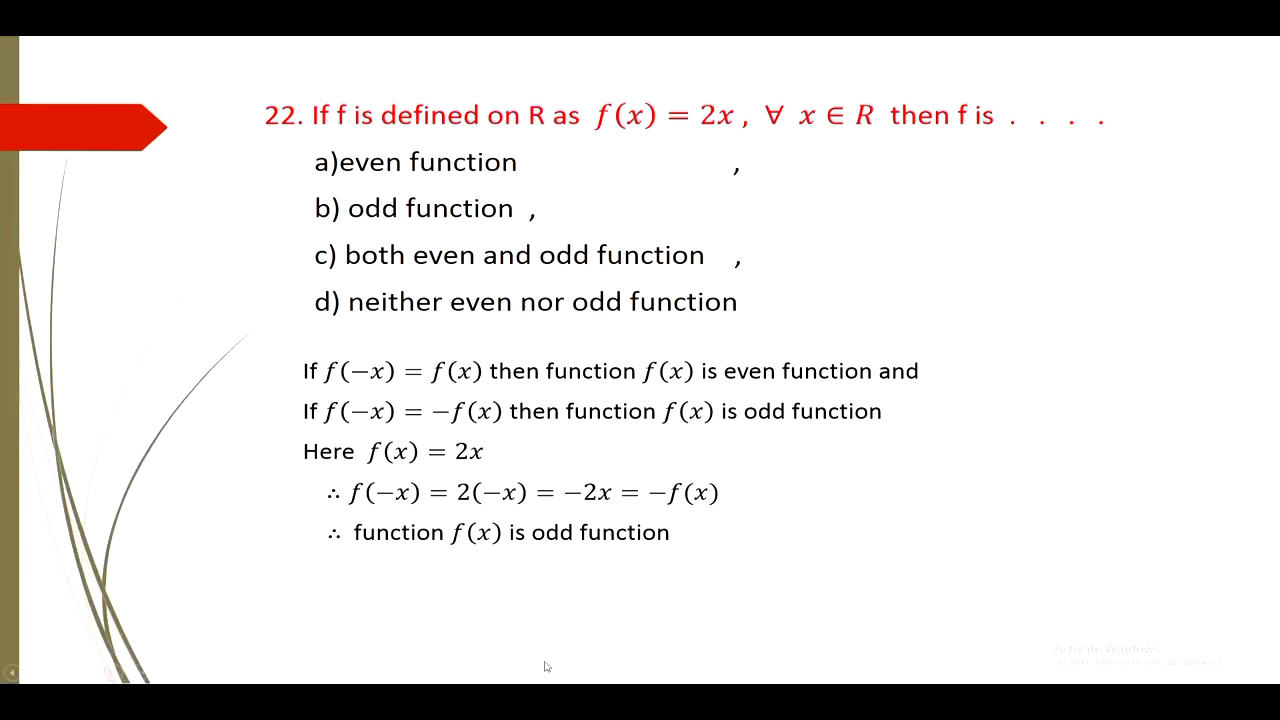 22. If f is defined on R as f(x) = 2x , ∀ x ∈ R then f is . . . .
a)even function ,
b) odd function ,
c) both even and odd function ,
d) neither even nor odd function
If f(−x) = f(x) then function f(x) is even function and
If f(−x) = −f(x) then function f(x) is odd function
Here f(x) = 2x
∴ f(−x) = 2(−x) = −2x = −f(x)
∴ function f(x) is odd function
Activate Windows